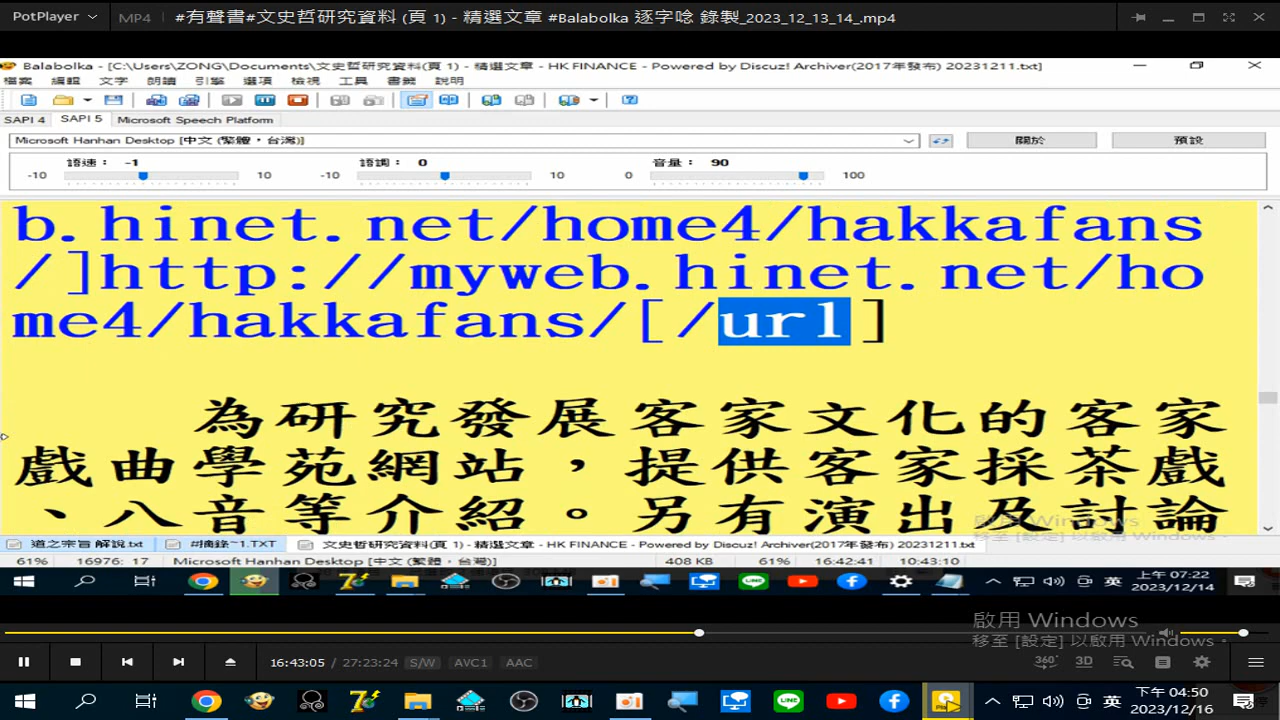 PotPlayer MP4 #有聲書#文史哲研究資料 (頁 1) - 精選文章 #Balabolka 逐字唸 錄製_2023_12_13_14_.mp4
Balabolka - [C:\Users\ZONG\Documents\文史哲研究資料(頁 1) - 精選文章 - HK FINANCE - Powered by Discuz! Archiver(2017年發布) 20231211.txt]
檔案 編輯 文字 朗讀 引擎 選項 檢視 工具 書籤 說明
SAPI 4 SAPI 5 Microsoft Speech Platform
Microsoft Hanhan Desktop [中文 (繁體，台灣)] 關於 預設
語速： -1 語調： 0 音量： 90
-10 10 -10 10 0 100
b.hinet.net/home4/hakkafans
/]http://myweb.hinet.net/ho
me4/hakkafans/[/url]
為研究發展客家文化的客家
戲曲學苑網站，提供客家採茶戲
、八音等介紹。另有演出及討論
道之宗旨 解說.txt #摘錄~1.TXT 文史哲研究資料(頁 1) - 精選文章 - HK FINANCE - Powered by Discuz! Archiver(2017年發布) 20231211.txt
61% 16976: 17 Microsoft Hanhan Desktop [中文 (繁體，台灣)] 408 KB 61% 16:42:41 10:43:10
英 上午 07:22
2023/12/14
啟用 Windows
移至 [設定] 以啟用 Windows。
16:43:05 / 27:23:24 S/W AVC1 AAC 360° 3D
英 下午 04:50
2023/12/16